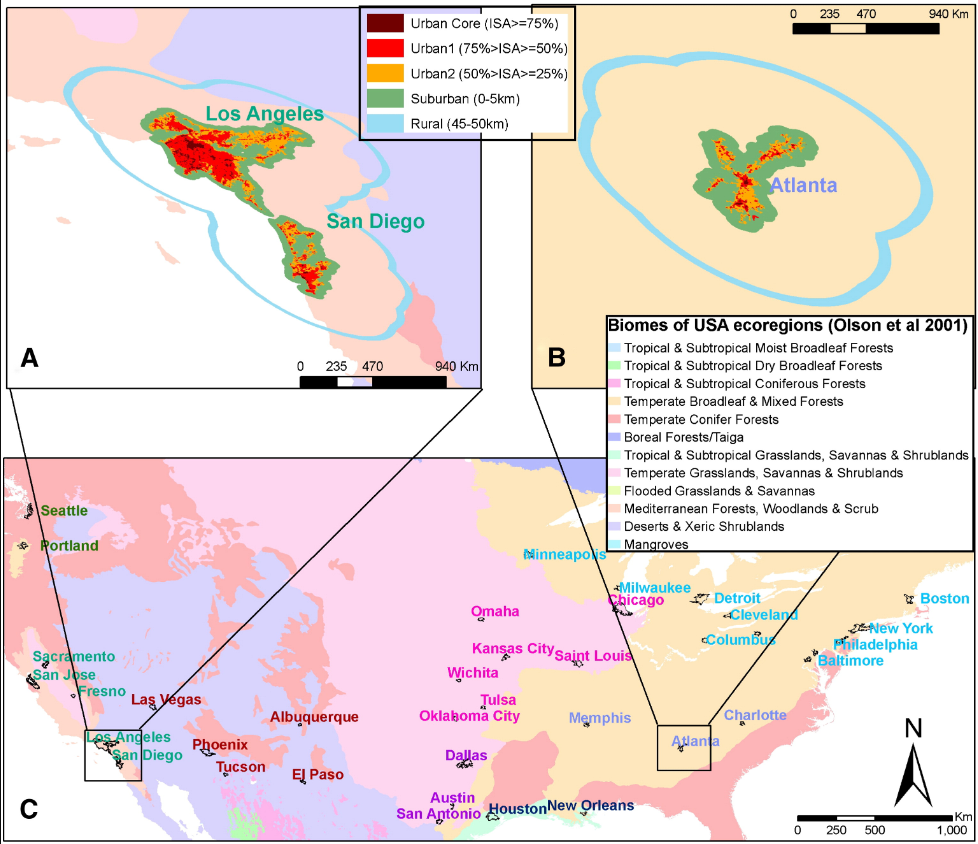 Urban Core (ISA>=75%)
Urban1 (75%>ISA>=50%)
Urban2 (50%>ISA>=25%)
Suburban (0-5km)
Rural (45-50km)
Los Angeles
San Diego
A
0 235 470 940 Km
0 235 470 940 Km
Atlanta
B
Biomes of USA ecoregions (Olson et al 2001)
Tropical & Subtropical Moist Broadleaf Forests
Tropical & Subtropical Dry Broadleaf Forests
Tropical & Subtropical Coniferous Forests
Temperate Broadleaf & Mixed Forests
Temperate Conifer Forests
Boreal Forests/Taiga
Tropical & Subtropical Grasslands, Savannas & Shrublands
Temperate Grasslands, Savannas & Shrublands
Flooded Grasslands & Savannas
Mediterranean Forests, Woodlands & Scrub
Deserts & Xeric Shrublands
Mangroves
Seattle
Portland
Minneapolis
Milwaukee
Chicago
Detroit
Boston
Cleveland
Omaha
New York
Columbus
Philadelphia
Kansas City
Saint Louis
Baltimore
Sacramento
San Jose
Wichita
Fresno
Las Vegas
Tulsa
Albuquerque
Oklahoma City
Memphis
Charlotte
Los Angeles
Phoenix
Atlanta
San Diego
Dallas
Tucson
El Paso
Austin
San Antonio
Houston
New Orleans
N
C
0 250 500 1,000 Km